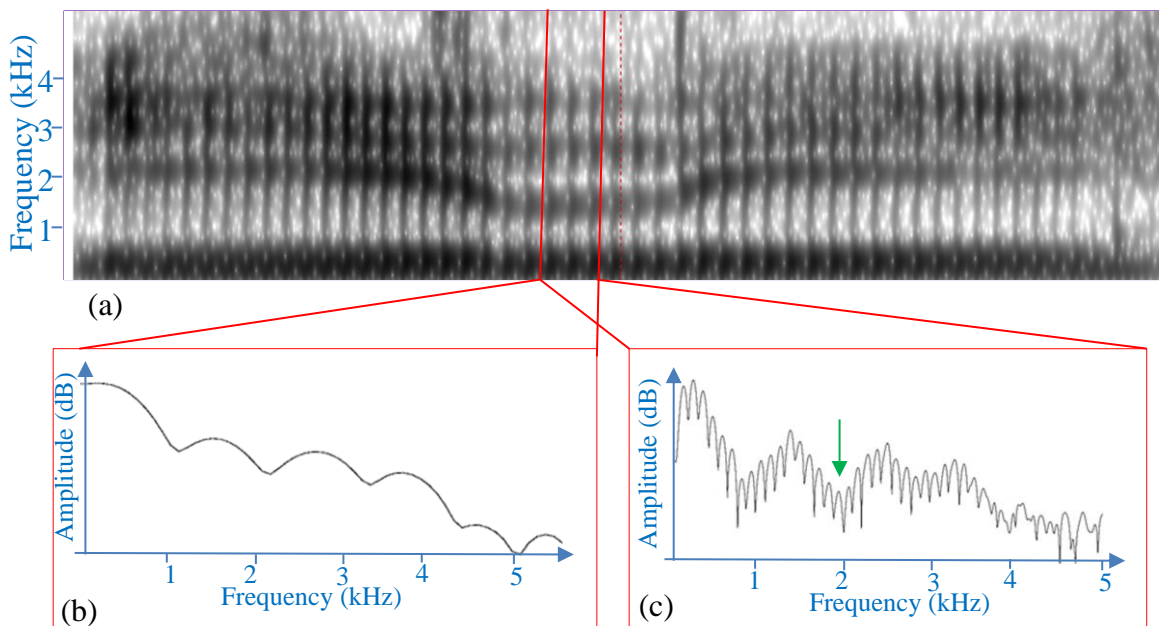 Frequency (kHz)
4
3
2
1
(a)
Amplitude (dB)
1 2 3 4 5
Frequency (kHz)
(b)
Amplitude (dB)
1 2 3 4 5
Frequency (kHz)
(c)